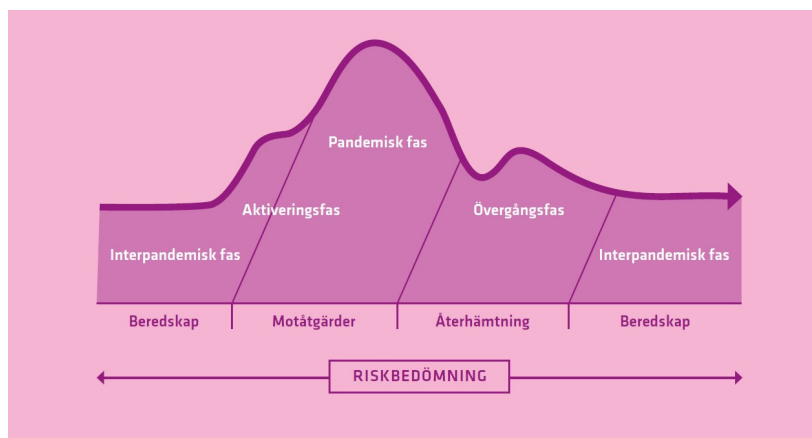 Pandemisk fas
Aktiveringsfas
Övergångsfas
Interpandemisk fas
Interpandemisk fas
Beredskap
Motåtgärder
Återhämtning
Beredskap
RISKBEDÖMNING